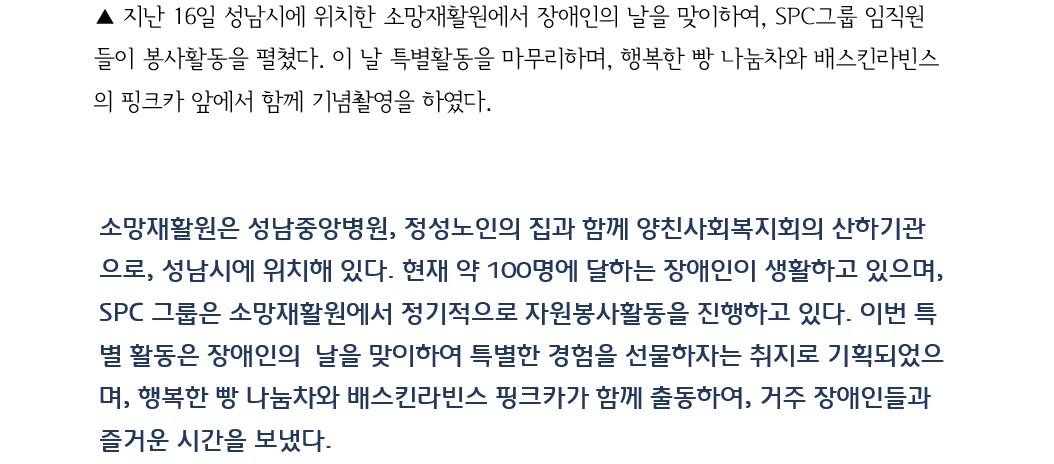 ▲ 지난 16일 성남시에 위치한 소망재활원에서 장애인의 날을 맞이하여, SPC그룹 임직원
들이 봉사활동을 펼쳤다. 이 날 특별활동을 마무리하며, 행복한 빵 나눔차와 배스킨라빈스
의 핑크카 앞에서 함께 기념촬영을 하였다.
소망재활원은 성남중앙병원, 정성노인의 집과 함께 양친사회복지회의 산하기관
으로, 성남시에 위치해 있다. 현재 약 100명에 달하는 장애인이 생활하고 있으며,
SPC 그룹은 소망재활원에서 정기적으로 자원봉사활동을 진행하고 있다. 이번 특
별 활동은 장애인의  날을 맞이하여 특별한 경험을 선물하자는 취지로 기획되었으
며, 행복한 빵 나눔차와 배스킨라빈스 핑크카가 함께 출동하여, 거주 장애인들과
즐거운 시간을 보냈다.